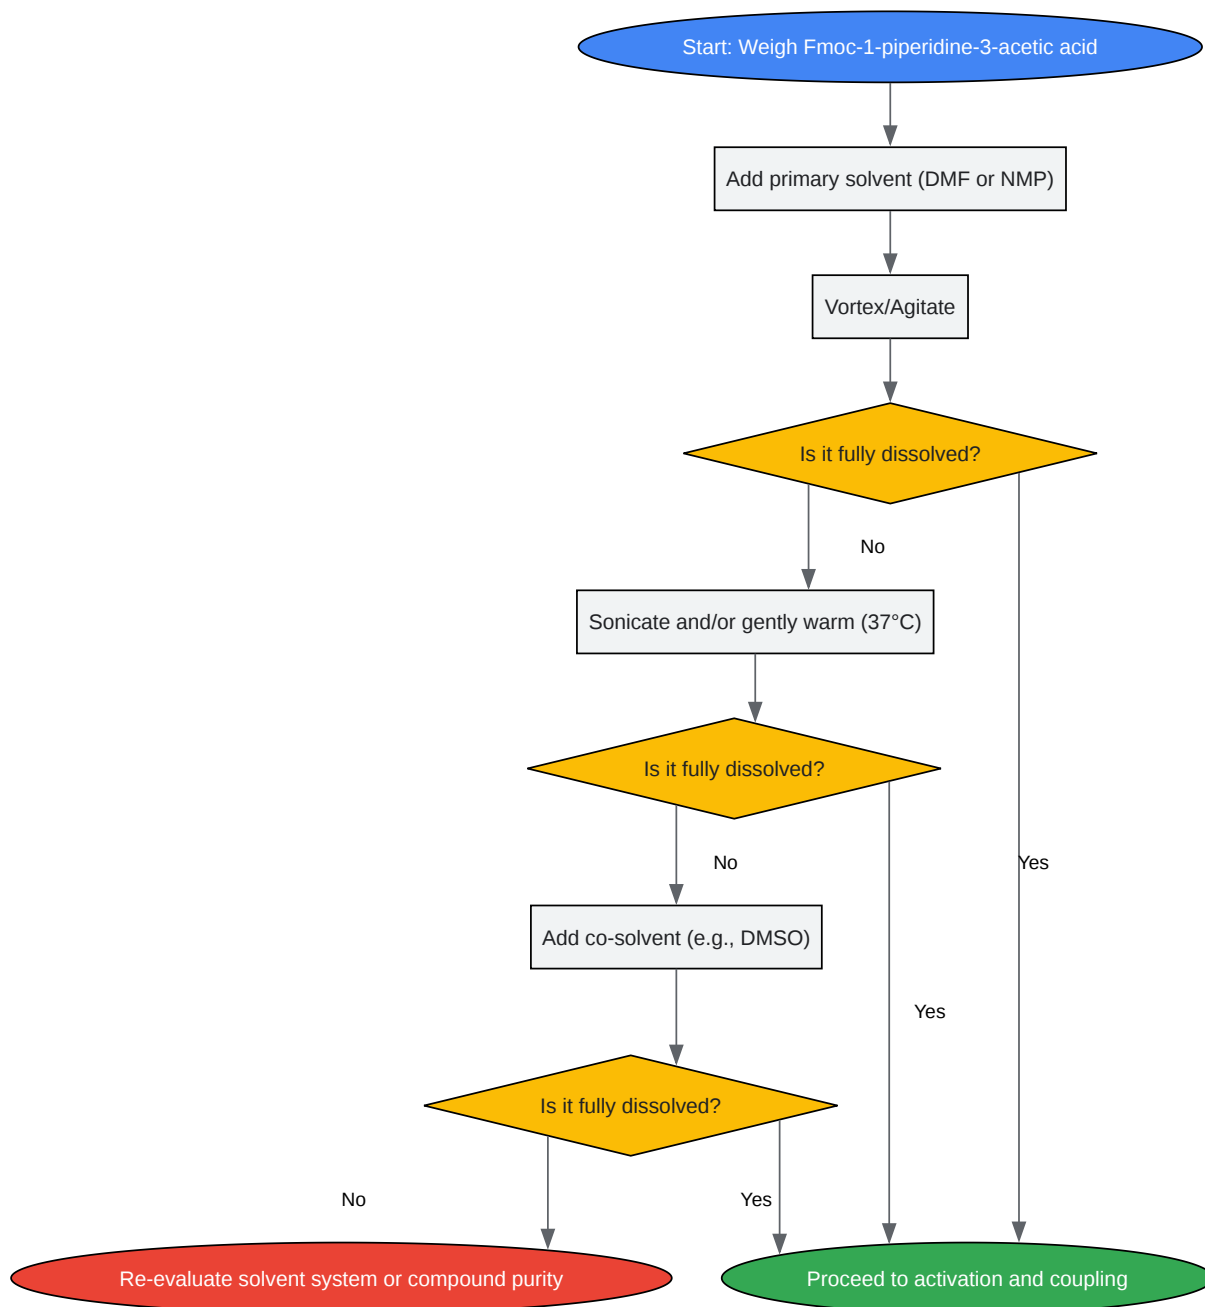 Start: Weigh Fmoc-1-piperidine-3-acetic acid
Add primary solvent (DMF or NMP)
Vortex/Agitate
Is it fully dissolved?
No
Sonicate and/or gently warm (37°C)
Is it fully dissolved?
No
Yes
Add co-solvent (e.g., DMSO)
Yes
Is it fully dissolved?
No
Yes
Re-evaluate solvent system or compound purity
Proceed to activation and coupling